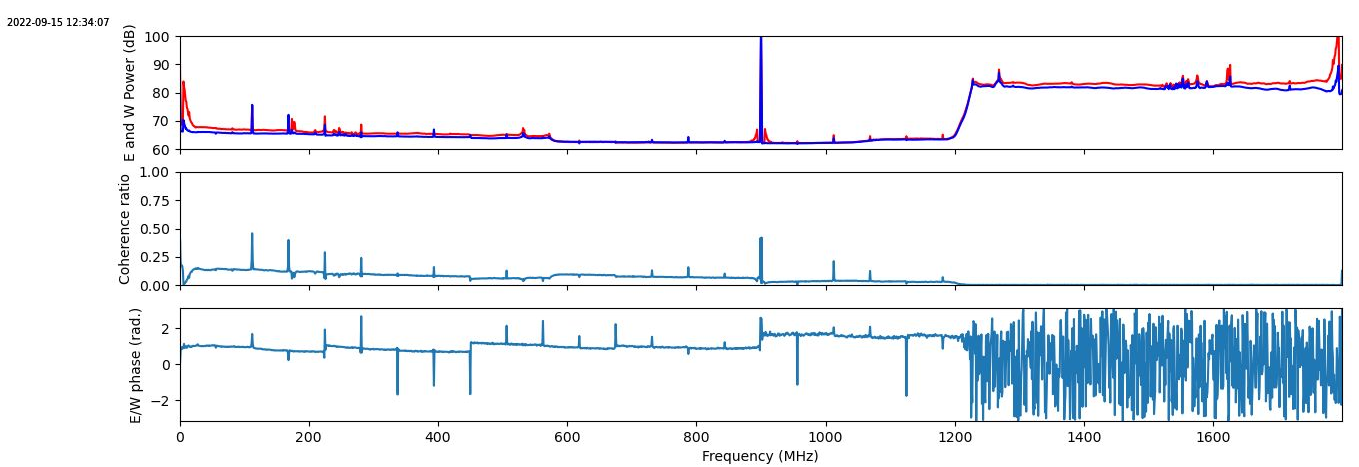 2022-09-15 12:34:07
E and W Power (dB)
100
90
80
70
60
Coherence ratio
1.00
0.75
0.50
0.25
0.00
E/W phase (rad.)
2
0
−2
0 200 400 600 800 1000 1200 1400 1600
Frequency (MHz)